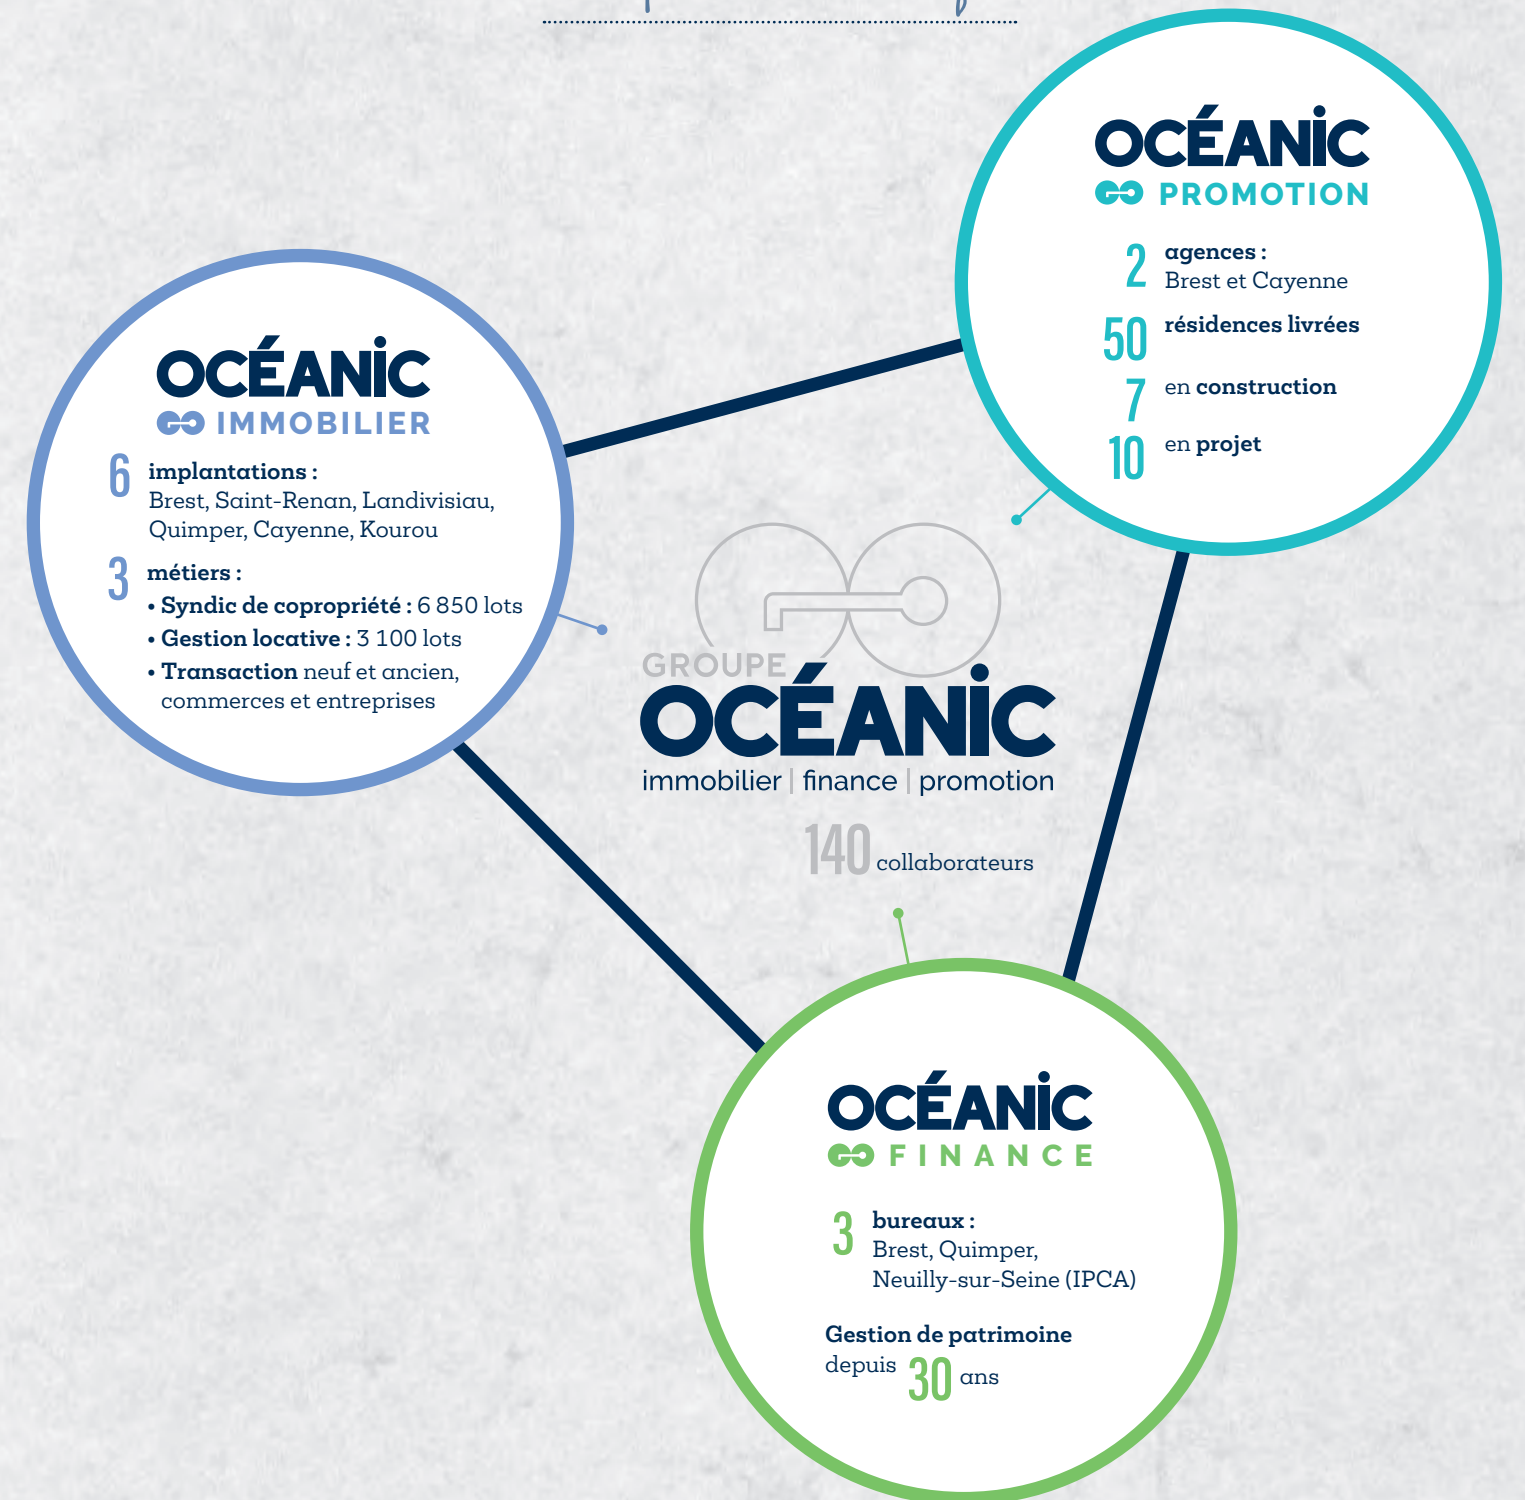 OCÉANIC
PROMOTION
2 agences :
Brest et Cayenne
50 résidences livrées
7 en construction
10 en projet
OCÉANIC
IMMOBILIER
6 implantations :
Brest, Saint-Renan, Landivisiau,
Quimper, Cayenne, Kourou
3 métiers :
• Syndic de copropriété : 6 850 lots
• Gestion locative : 3 100 lots
• Transaction neuf et ancien,
commerces et entreprises
GROUPE
OCÉANIC
immobilier | finance | promotion
140 collaborateurs
OCÉANIC
FINANCE
3 bureaux :
Brest, Quimper,
Neuilly-sur-Seine (IPCA)
Gestion de patrimoine
depuis 30 ans